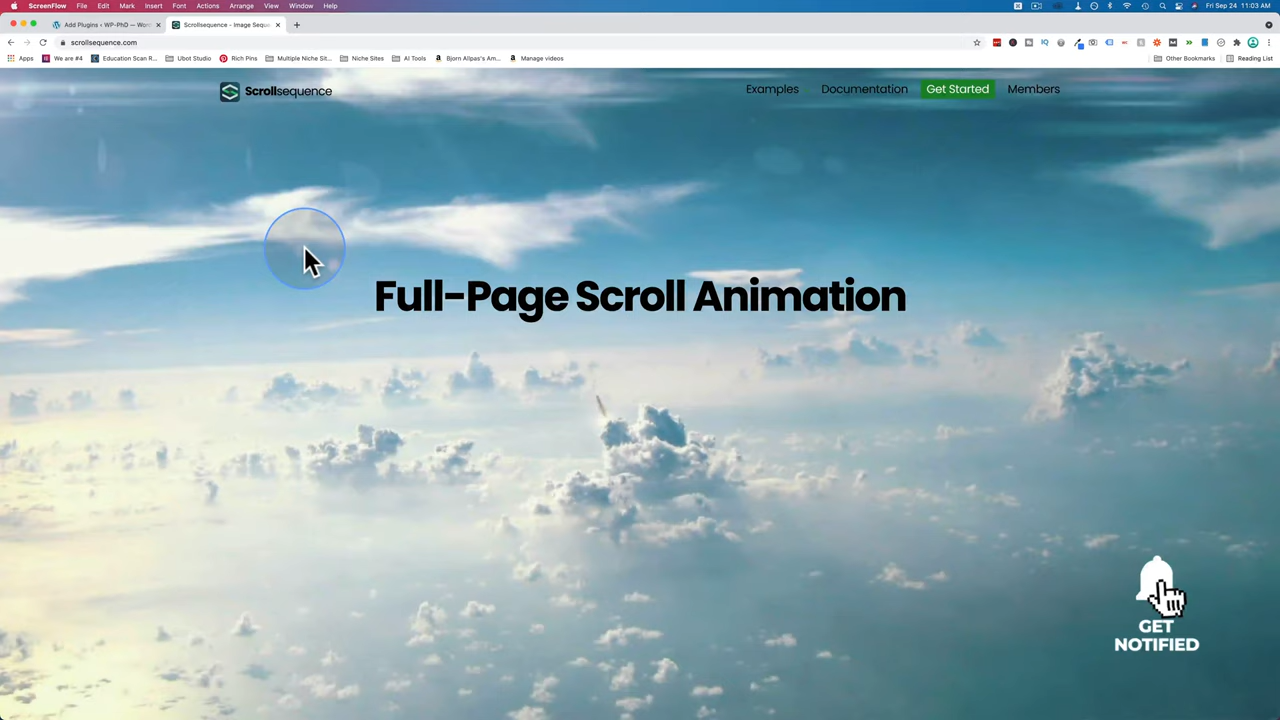 ScreenFlow File Edit Mark Insert Font Actions Arrange View Window Help
Fri Sep 24 11:03 AM
Add Plugins ‹ WP-PhD — Wor
Scrollsequence - Image Sequ
scrollsequence.com
Apps We are #4 Education Scan R... Ubot Studio Rich Pins Multiple Niche Sit... Niche Sites AI Tools Bjorn Allpas's Am... Manage videos Other Bookmarks Reading List
Scrollsequence
Examples Documentation Get Started Members
Full-Page Scroll Animation
GET
NOTIFIED